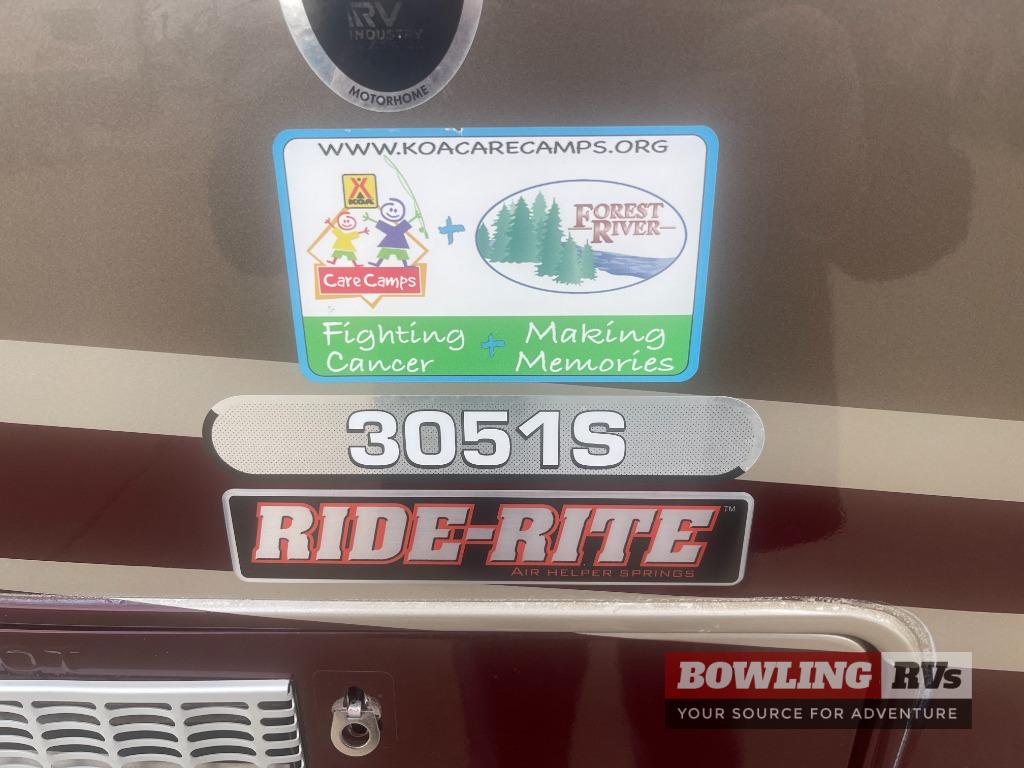 RV
INDUSTRY
MOTORHOME
WWW.KOACARECAMPS.ORG
KOA
Care Camps
+
FOREST
RIVER
Fighting + Making
Cancer Memories
3051S
RIDE-RITE™
AIR HELPER SPRINGS
BOWLING RVs
YOUR SOURCE FOR ADVENTURE